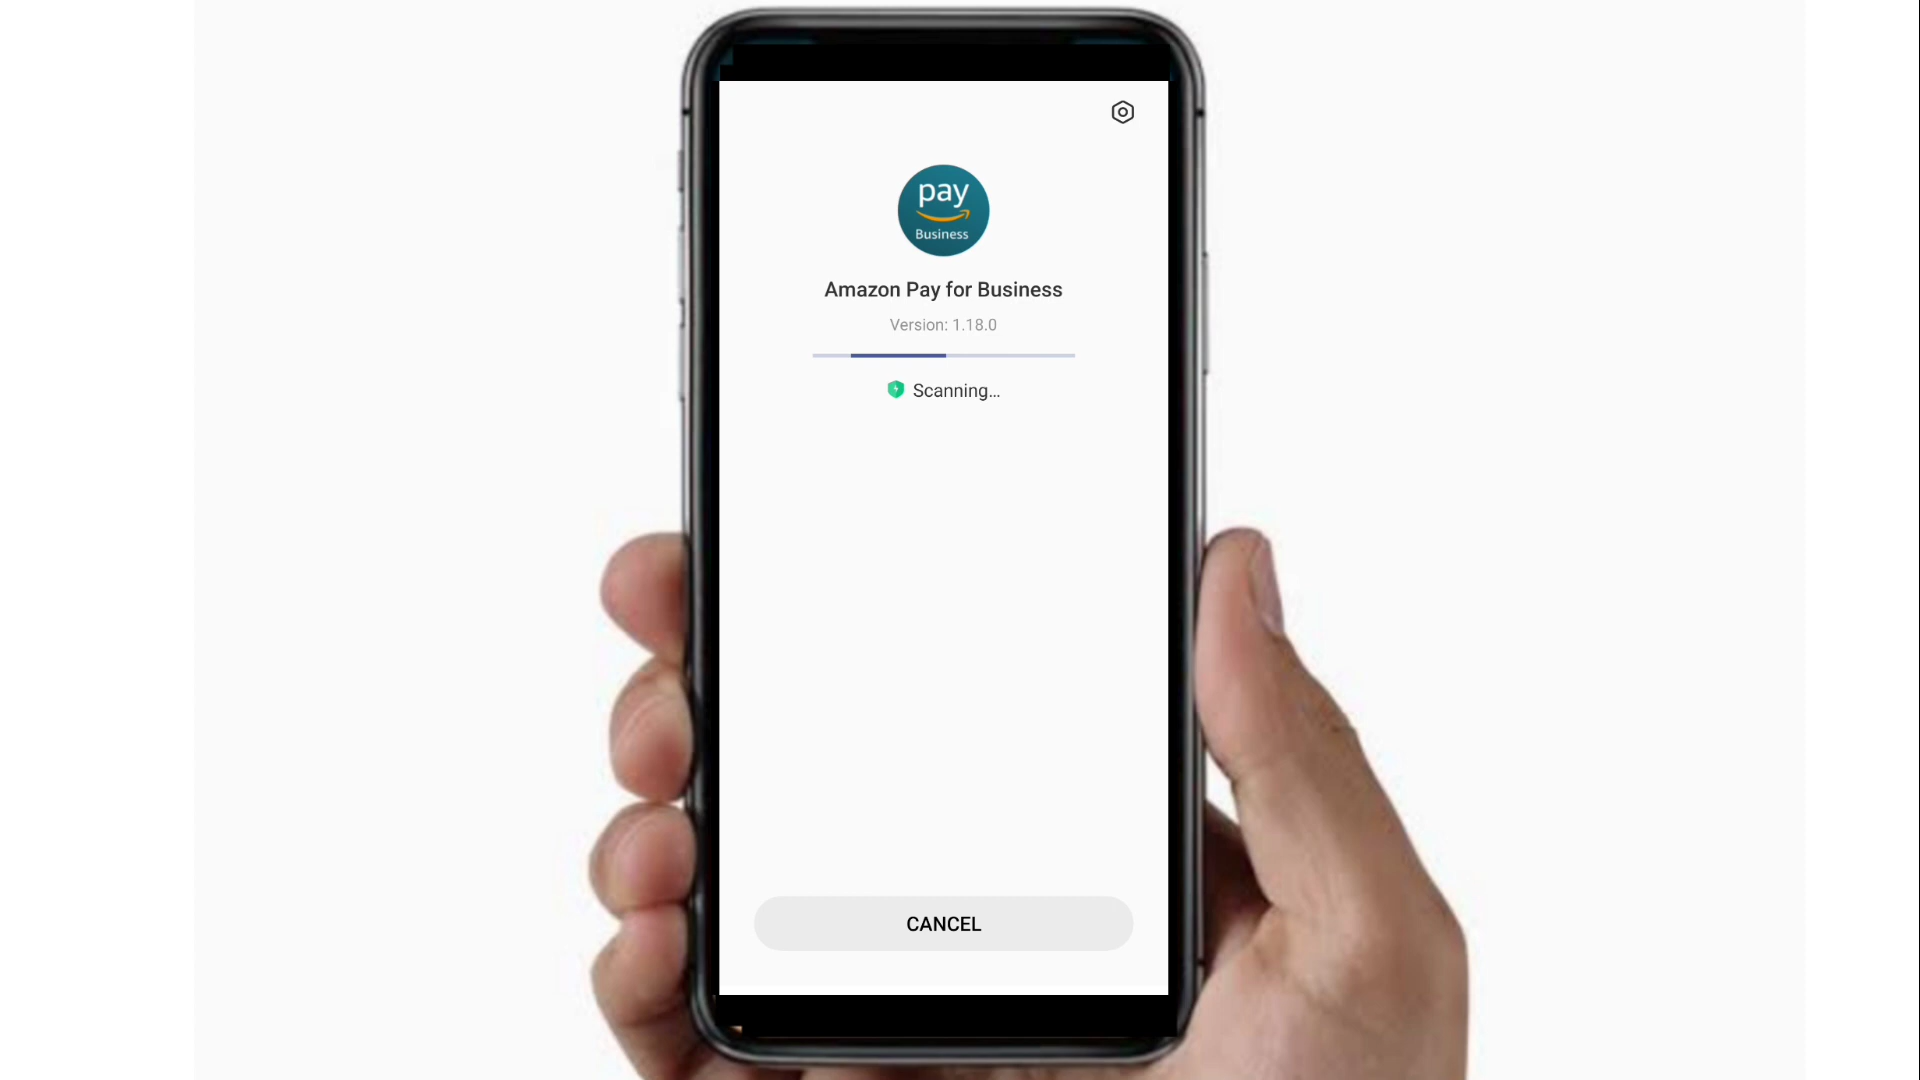 pay
Business
Amazon Pay for Business
Version: 1.18.0
Scanning...
CANCEL